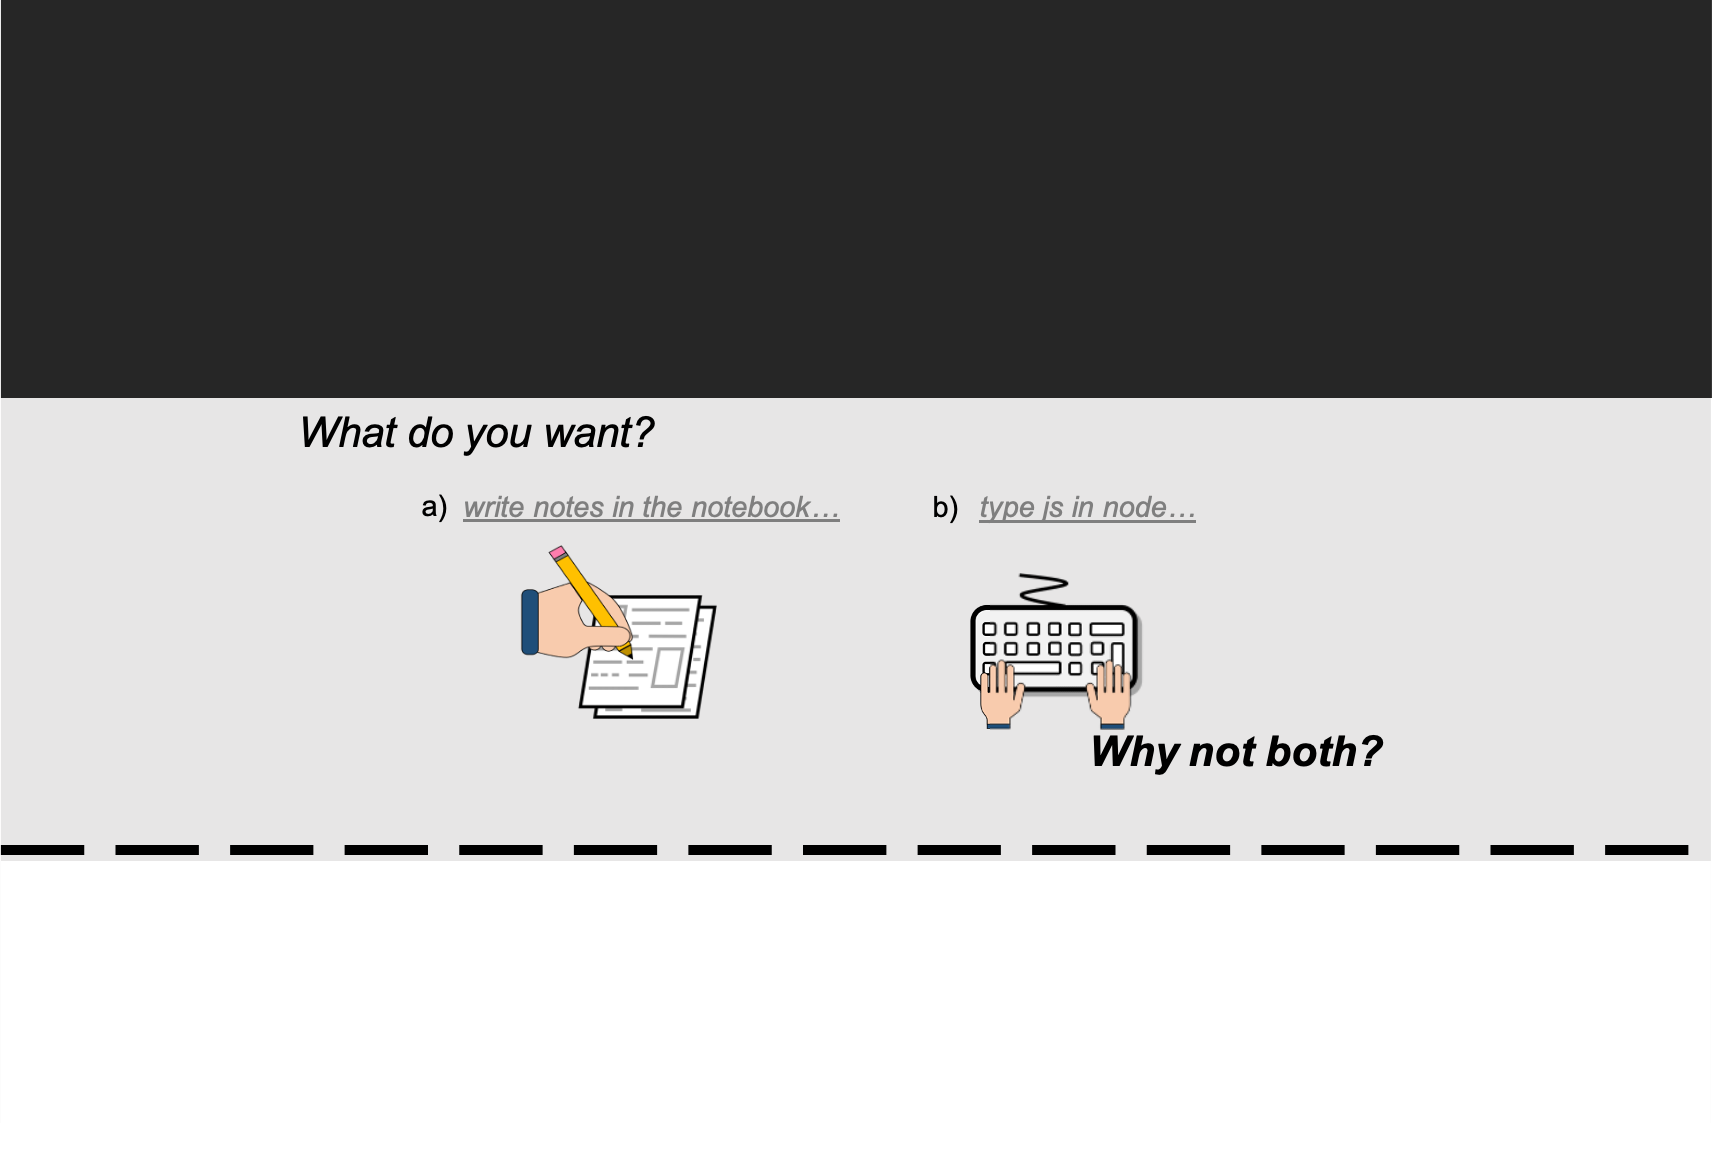 What do you want?
a) write notes in the notebook…
b) type js in node…
Why not both?